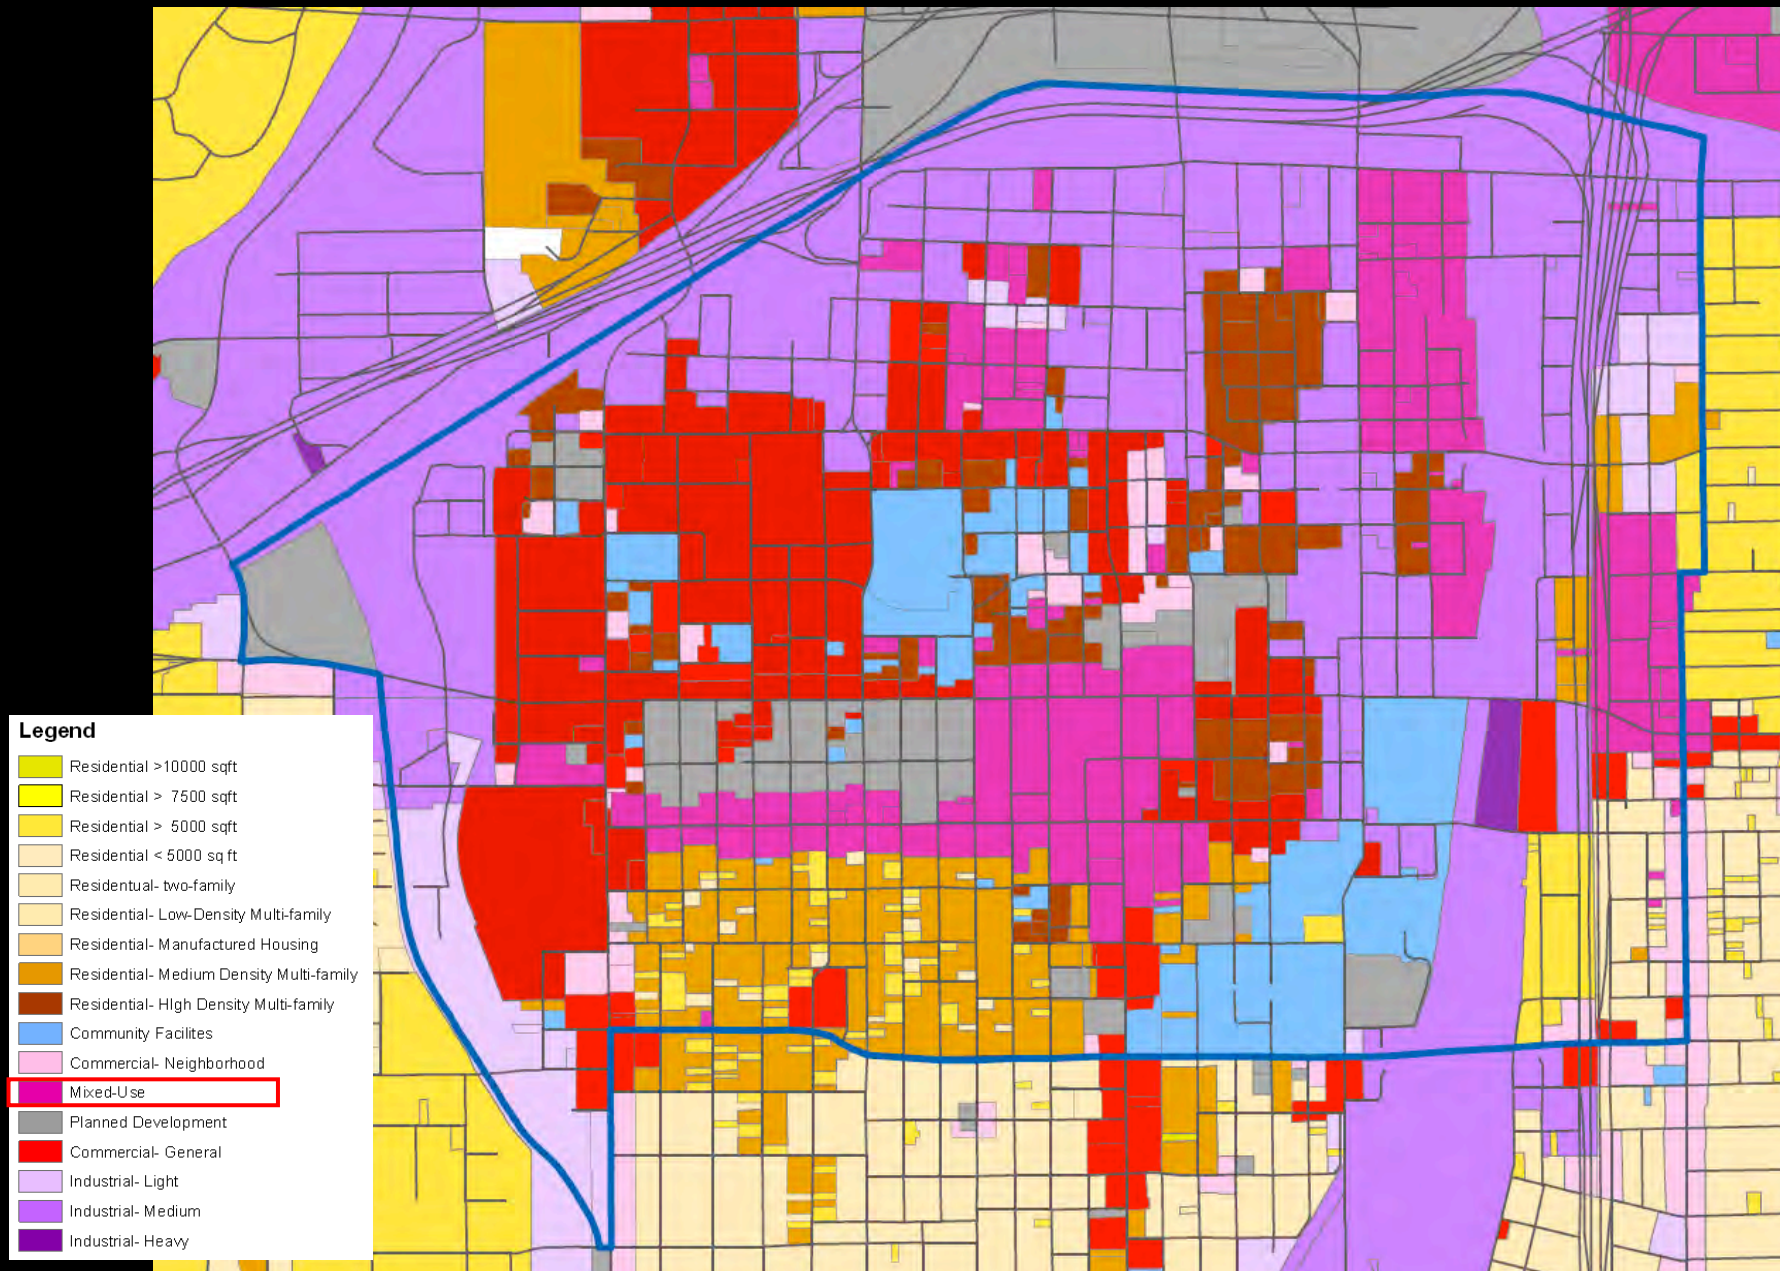 Legend
Residential >10000 sqft
Residential > 7500 sqft
Residential > 5000 sqft
Residential < 5000 sq ft
Residentual- two-family
Residential- Low-Density Multi-family
Residential- Manufactured Housing
Residential- Medium Density Multi-family
Residential- HIgh Density Multi-family
Community Facilites
Commercial- Neighborhood
Mixed-Use
Planned Development
Commercial- General
Industrial- Light
Industrial- Medium
Industrial- Heavy